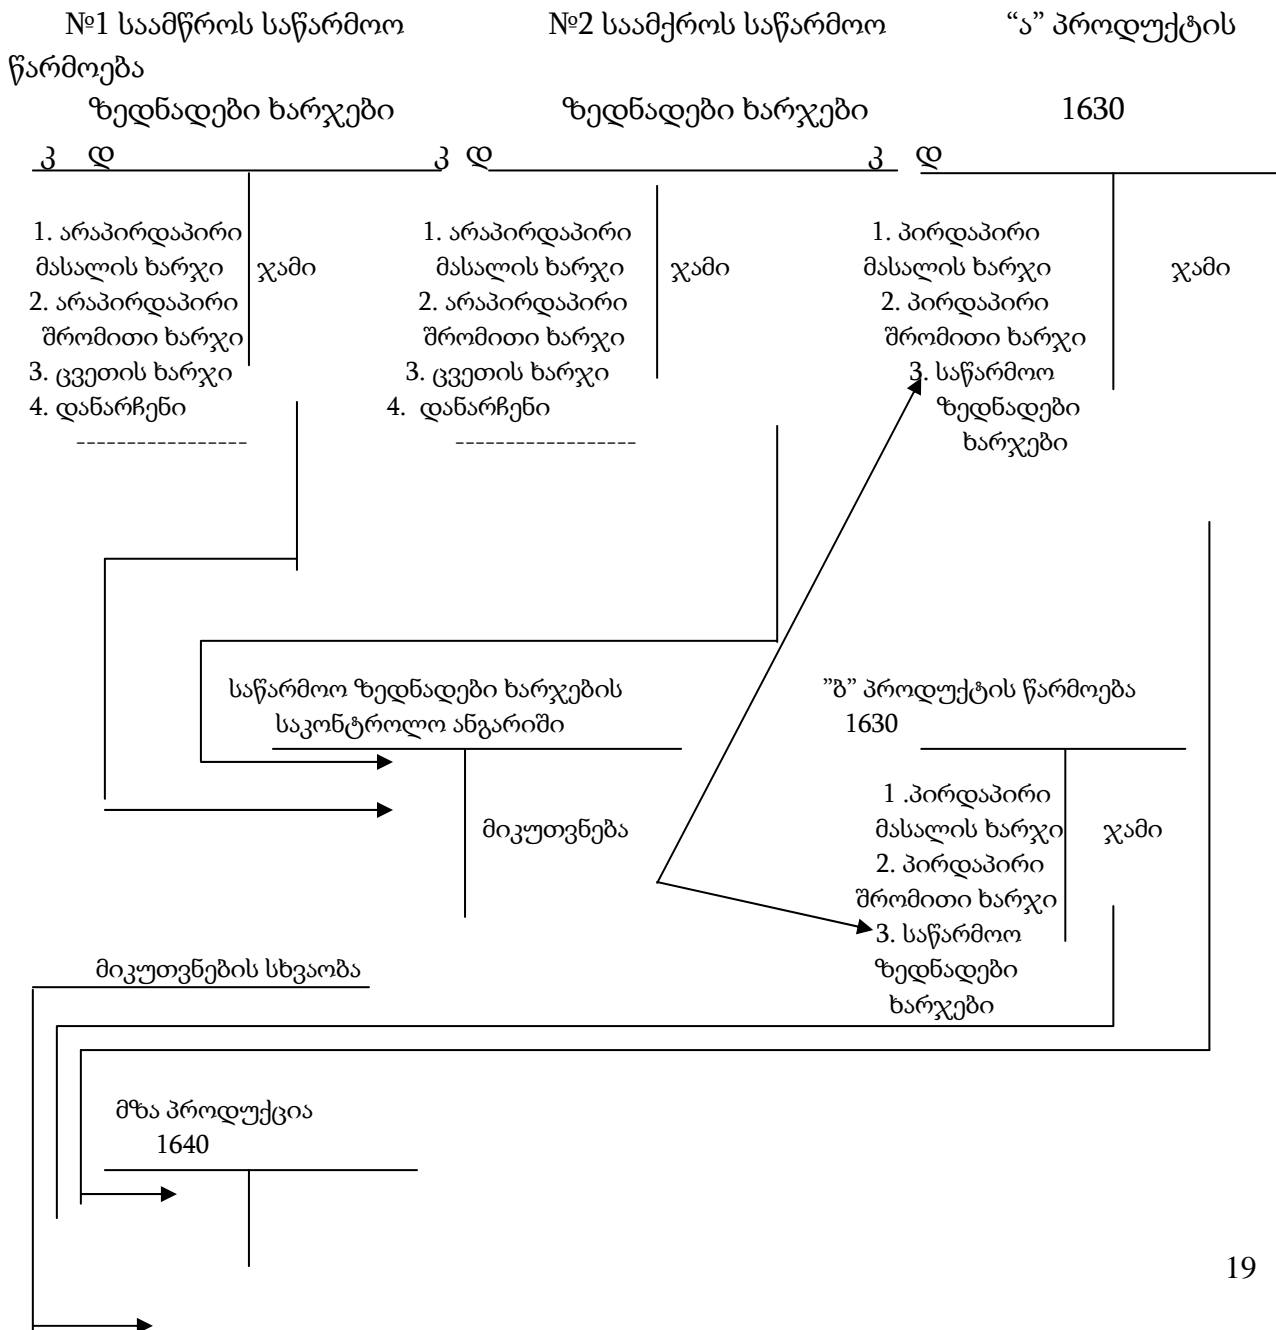 №1 საამწროს საწარმოო №2 საამქროს საწარმოო “ა” პროდუქტის
წარმოება
ზედნადები ხარჯები ზედნადები ხარჯები 1630
კ დ კ დ კ დ
1. არაპირდაპირი
მასალის ხარჯი
2. არაპირდაპირი
შრომითი ხარჯი
3. ცვეთის ხარჯი
4. დანარჩენი
-----------------
ჯამი
1. არაპირდაპირი
მასალის ხარჯი
2. არაპირდაპირი
შრომითი ხარჯი
3. ცვეთის ხარჯი
4. დანარჩენი
------------------
ჯამი
1. პირდაპირი
მასალის ხარჯი
2. პირდაპირი
შრომითი ხარჯი
3. საწარმოო
ზედნადები
ხარჯები
ჯამი
საწარმოო ზედნადები ხარჯების
საკონტროლო ანგარიში
მიკუთვნება
”ბ” პროდუქტის წარმოება
1630
1 .პირდაპირი
მასალის ხარჯი
2. პირდაპირი
შრომითი ხარჯი
3. საწარმოო
ზედნადები
ხარჯები
ჯამი
მიკუთვნების სხვაობა
მზა პროდუქცია
1640
19